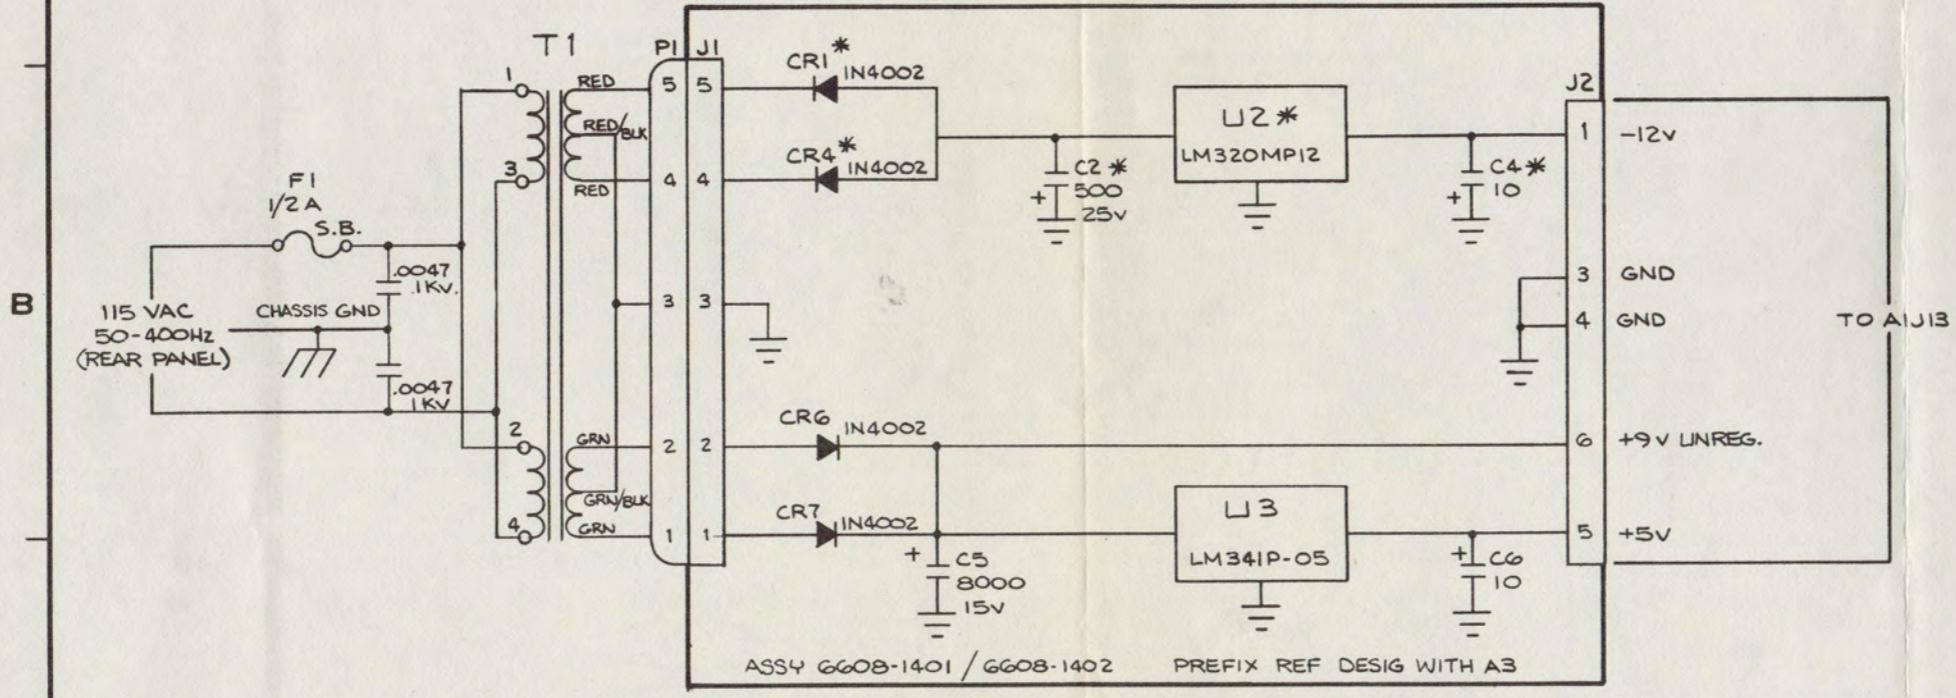 B
115 VAC
50-400Hz
(REAR PANEL)
F1
1/2 A
S.B.
.0047
.1KV.
CHASSIS GND
.0047
1KV
T1
1
3
2
4
RED
RED/BLK
RED
GRN
GRN/BLK
GRN
P1 J1
5 5
4 4
3 3
2 2
1 1
CR1*
1N4002
CR4*
1N4002
C2*
+ 500
25V
U2*
LM320MP12
C4*
+ 10
CR6
1N4002
CR7
1N4002
+ C5
8000
15V
U3
LM341P-05
+ C6
10
J2
1 -12V
3 GND
4 GND
6 +9V UNREG.
5 +5V
TO A1J13
ASSY 6608-1401 / 6608-1402 PREFIX REF DESIG WITH A3